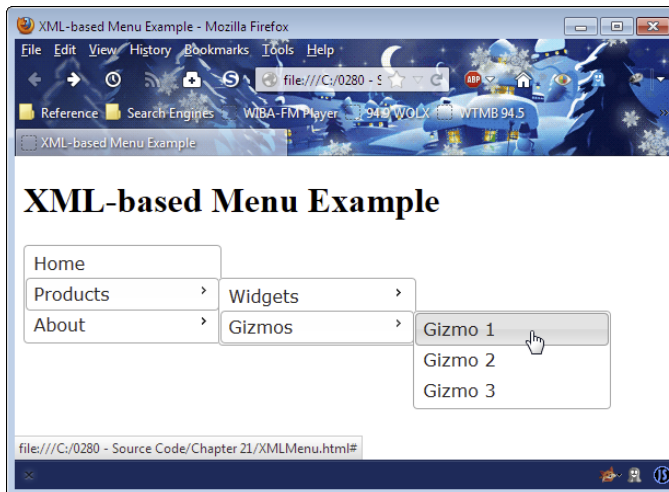 XML-based Menu Example - Mozilla Firefox
File Edit View History Bookmarks Tools Help
file:///C:/0280 - S
ABP
Reference Search Engines WIBA-FM Player 94.9 WOLX WTMB 94.5
XML-based Menu Example
XML-based Menu Example
Home
Products › Widgets ›
About › Gizmos › Gizmo 1
Gizmo 2
Gizmo 3
file:///C:/0280 - Source Code/Chapter 21/XMLMenu.html#